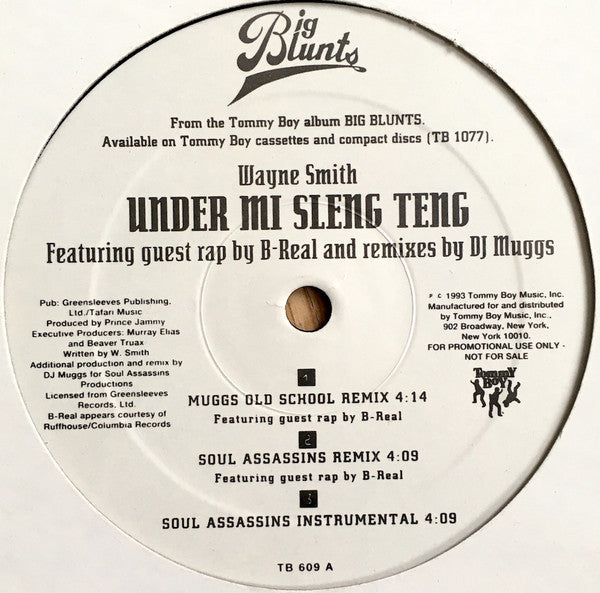 Big
Blunts
From the Tommy Boy album BIG BLUNTS.
Available on Tommy Boy cassettes and compact discs (TB 1077).
Wayne Smith
UNDER MI SLENG TENG
Featuring guest rap by B-Real and remixes by DJ Muggs
Pub: Greensleeves Publishing,
Ltd./Tafari Music
Produced by Prince Jammy
Executive Producers: Murray Elias
and Beaver Truax
Written by W. Smith
Additional production and remix by
DJ Muggs for Soul Assassins
Productions
Licensed from Greensleeves
Records, Ltd.
B-Real appears courtesy of
Ruffhouse/Columbia Records
P C 1993 Tommy Boy Music, Inc.
Manufactured for and distributed
by Tommy Boy Music, Inc.,
902 Broadway, New York,
New York 10010.
FOR PROMOTIONAL USE ONLY -
NOT FOR SALE
Tommy
Boy
1
MUGGS OLD SCHOOL REMIX 4:14
Featuring guest rap by B-Real
2
SOUL ASSASSINS REMIX 4:09
Featuring guest rap by B-Real
3
SOUL ASSASSINS INSTRUMENTAL 4:09
TB 609 A